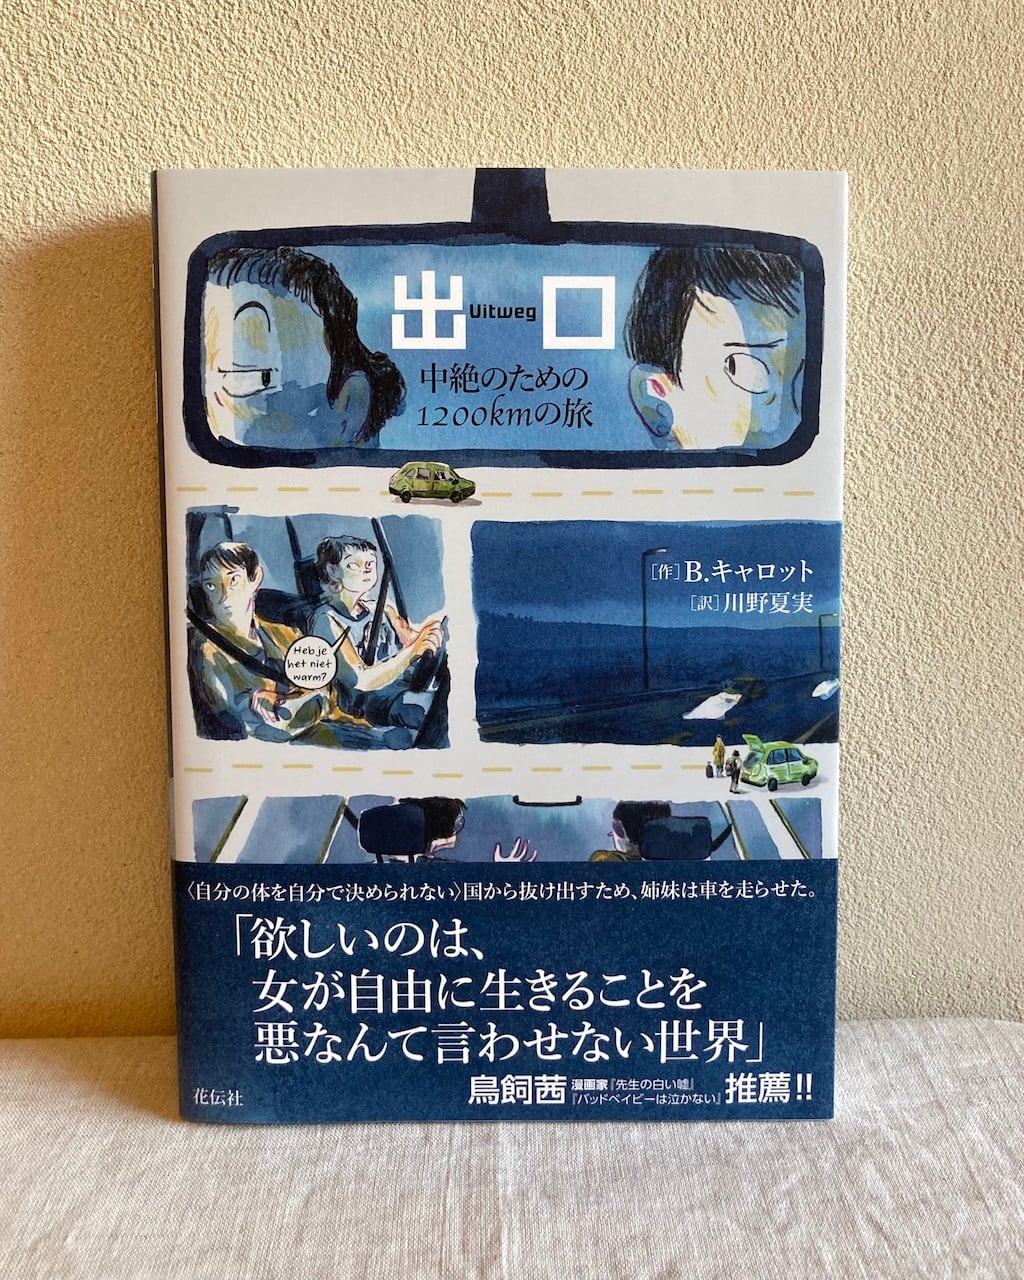 出口
Uitweg
中絶のための
1200kmの旅
[作]B.キャロット
[訳]川野夏実
Heb je
het niet
warm?
〈自分の体を自分で決められない〉国から抜け出すため、姉妹は車を走らせた。
「欲しいのは、
女が自由に生きることを
悪なんて言わせない世界」
鳥飼茜 漫画家『先生の白い嘘』
『バッドベイビーは泣かない』 推薦!!
花伝社